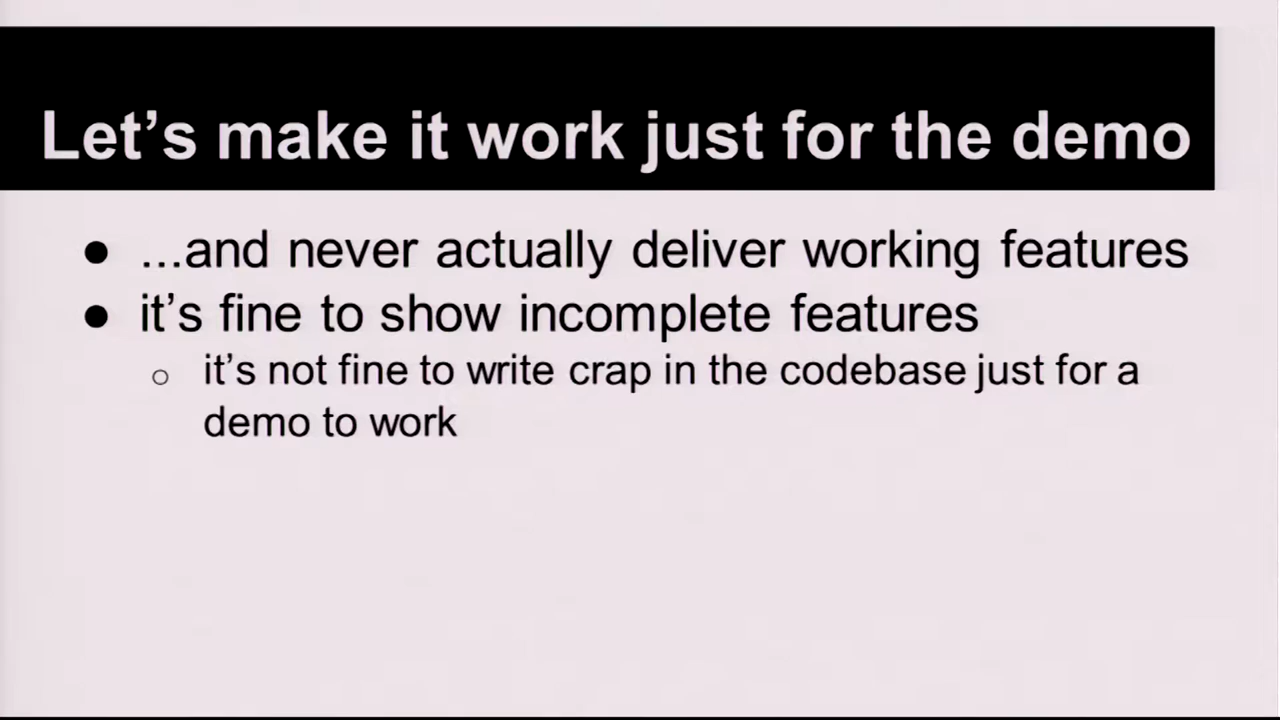 Let's make it work just for the demo
● …and never actually deliver working features
● it's fine to show incomplete features
○ it's not fine to write crap in the codebase just for a
demo to work